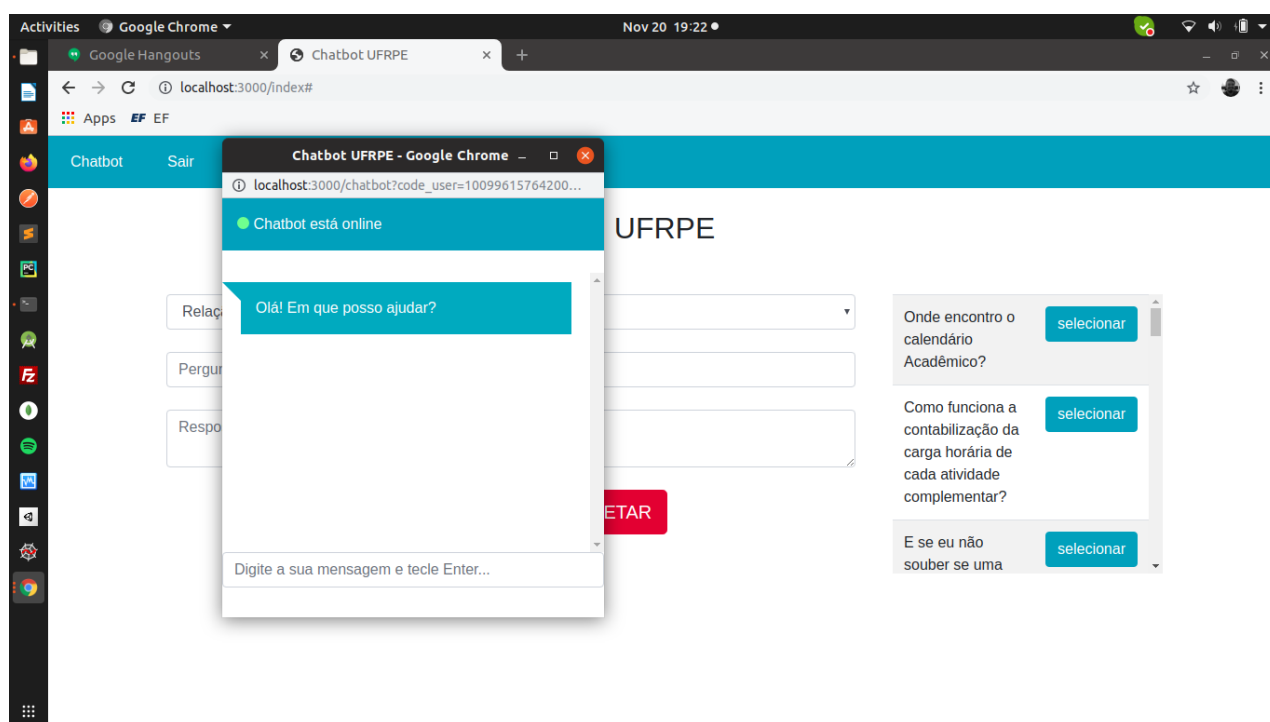 Activities Google Chrome Nov 20 19:22
Google Hangouts Chatbot UFRPE
localhost:3000/index#
Apps EF EF
Chatbot Sair
Chatbot UFRPE - Google Chrome
localhost:3000/chatbot?code_user=10099615764200...
Chatbot está online
UFRPE
Olá! Em que posso ajudar?
Relaç
Pergun
Respo
ETAR
Digite a sua mensagem e tecle Enter...
Onde encontro o
calendário
Acadêmico?
selecionar
Como funciona a
contabilização da
carga horária de
cada atividade
complementar?
selecionar
E se eu não
souber se uma
selecionar